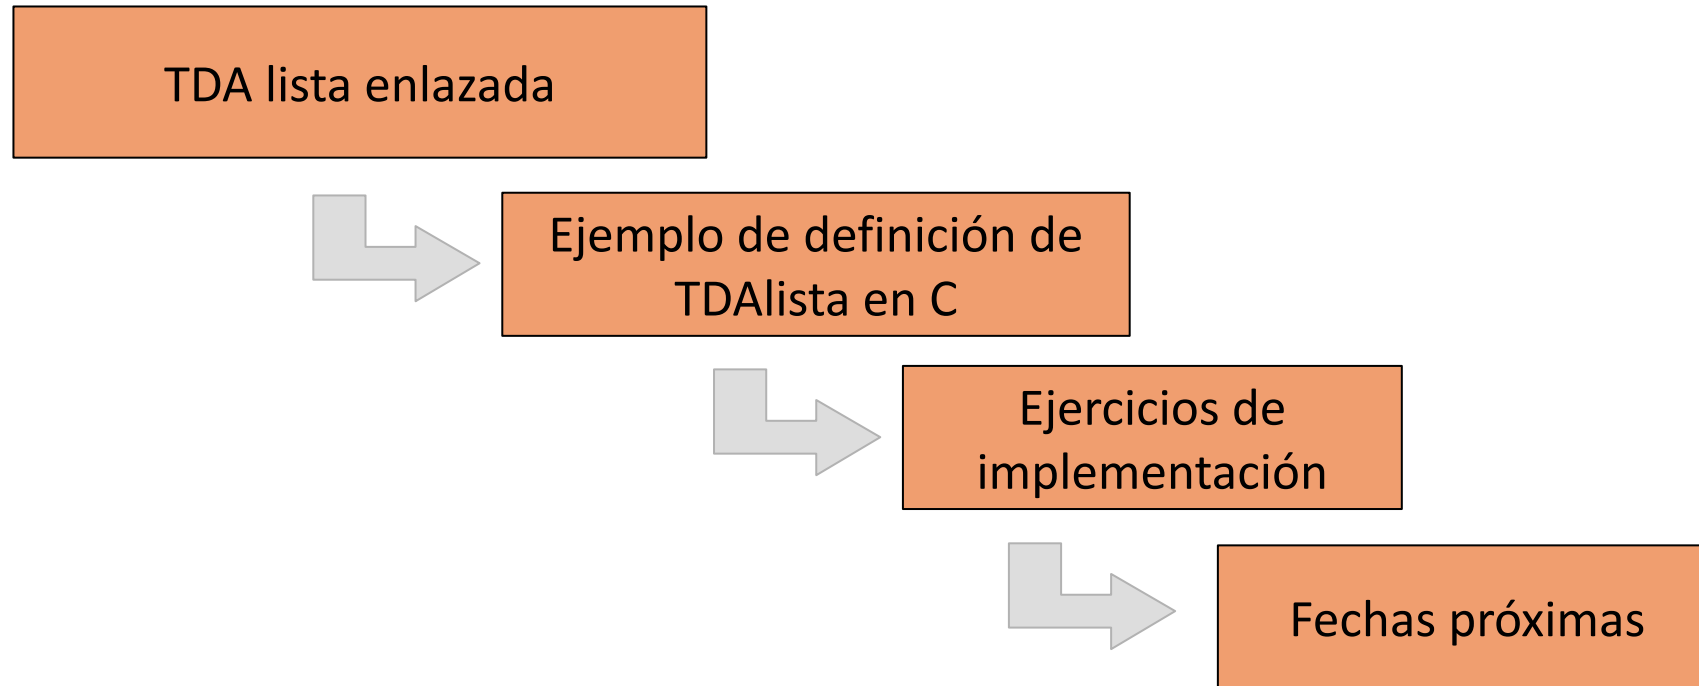 TDA lista enlazada
Ejemplo de definición de
TDAlista en C
Ejercicios de
implementación
Fechas próximas